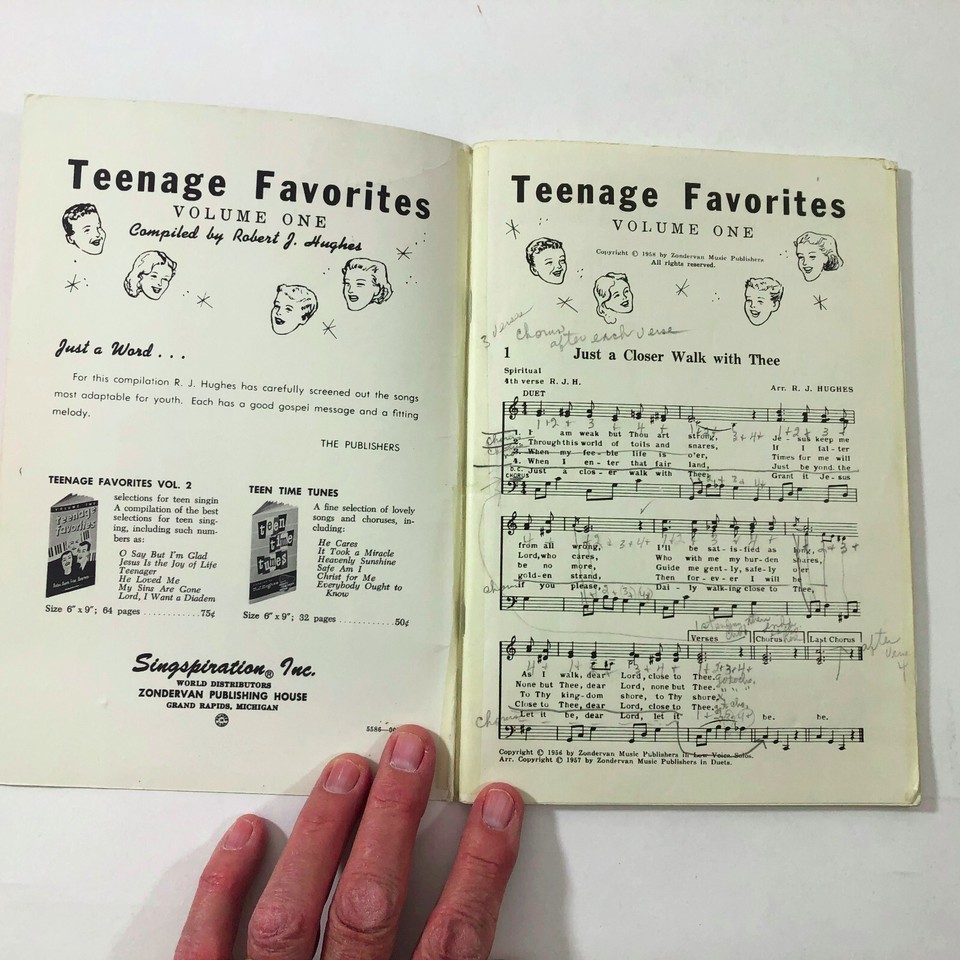 Teenage Favorites
VOLUME ONE
Compiled by Robert J. Hughes
Just a Word . . .
For this compilation R. J. Hughes has carefully screened out the songs
most adaptable for youth. Each has a good gospel message and a fitting
melody.
THE PUBLISHERS
TEENAGE FAVORITES VOL. 2
selections for teen singin
A compilation of the best
selections for teen sing-
ing, including such num-
bers as:
O Say But I'm Glad
Jesus Is the Joy of Life
Teenager
He Loved Me
My Sins Are Gone
Lord, I Want a Diadem
Size 6" x 9"; 64 pages ............ 75¢
TEEN TIME TUNES
A fine selection of lovely
songs and choruses, in-
cluding:
He Cares
It Took a Miracle
Heavenly Sunshine
Safe Am I
Christ for Me
Everybody Ought to
Know
Size 6" x 9"; 32 pages ............ 50¢
Teenage
Favorites
teen
time
tunes
Singspiration® Inc.
WORLD DISTRIBUTORS
ZONDERVAN PUBLISHING HOUSE
GRAND RAPIDS, MICHIGAN
Teenage Favorites
VOLUME ONE
Copyright © 1958 by Zondervan Music Publishers
All rights reserved.
3 verses
chorus
after each verse
1 Just a Closer Walk with Thee
Spiritual
4th verse R. J. H.
Arr. R. J. HUGHES
DUET
1. I am weak but Thou art strong, Je - sus keep me
2. Through this world of toils and snares, If I fal - ter
3. When my fee - ble life is o'er, Times for me will
4. When I en - ter that fair land, Just be yond the
D.C. CHORUS Just a clos - er walk with Thee, Grant it Je - sus
from all wrong, I'll be sat - is - fied as long,
Lord, who cares, Who with me my bur - den shares,
be no more, Guide me gent - ly, safe - ly o'er
gold - en strand, Then for - ev - er I will be
if you please, Dai - ly walk-ing close to Thee,
Verses Chorus Last Chorus
after
verse
4
As I walk, dear Lord, close to Thee.
None but Thee, dear Lord, none but Thee.
To Thy king - dom shore, to Thy shore.
Close to Thee, dear Lord, close to Thee.
chorus
Let it be, dear Lord, let it be. be.
Copyright © 1956 by Zondervan Music Publishers in Low Voice Solos.
Arr. Copyright © 1957 by Zondervan Music Publishers in Duets.